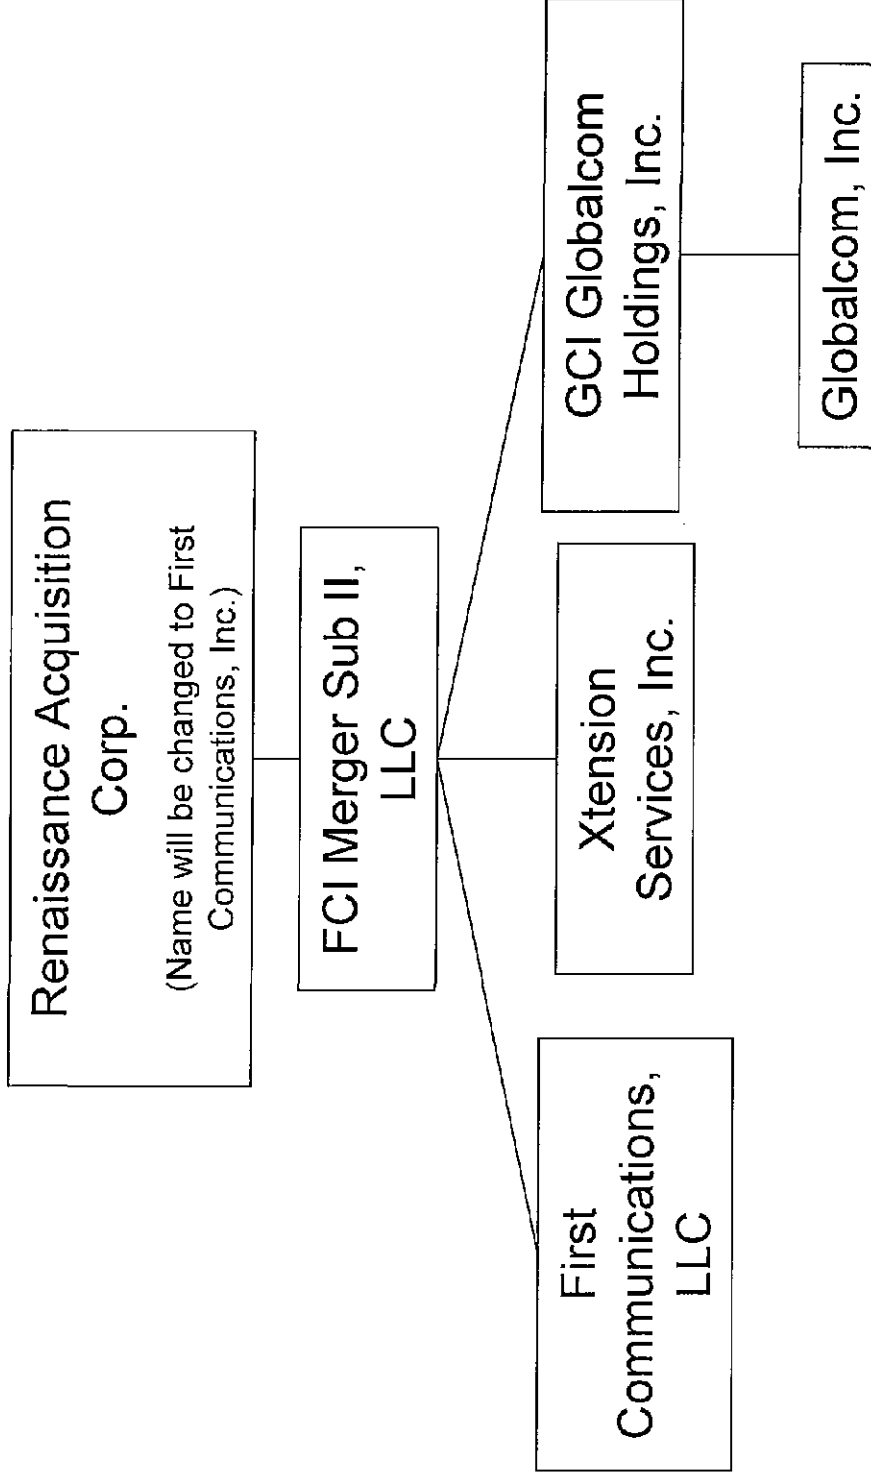 Renaissance Acquisition
Corp.
(Name will be changed to First
Communications, Inc.)
FCI Merger Sub II,
LLC
First
Communications,
LLC
Xtension
Services, Inc.
GCI Globalcom
Holdings, Inc.
Globalcom, Inc.